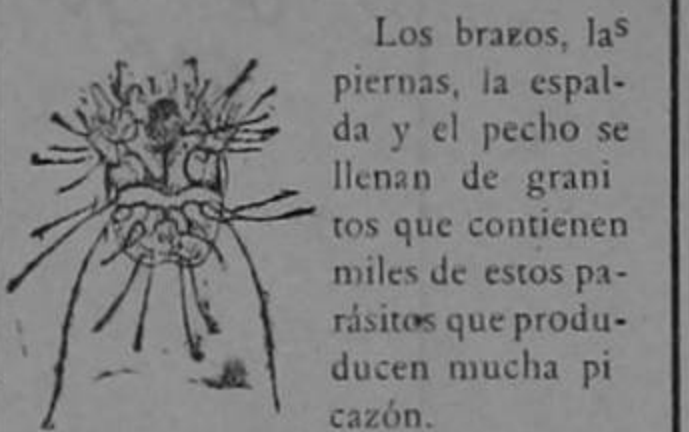 Los brazos, las
piernas, la espal-
da y el pecho se
llenan de grani
tos que contienen
miles de estos pa-
rásitos que produ-
ducen mucha pi
cazón.